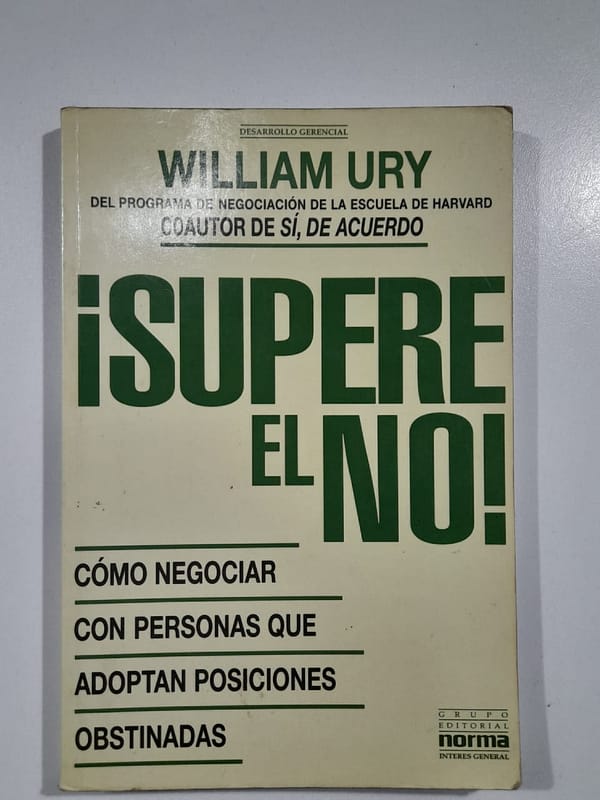 DESARROLLO GERENCIAL
WILLIAM URY
DEL PROGRAMA DE NEGOCIACIÓN DE LA ESCUELA DE HARVARD
COAUTOR DE SÍ, DE ACUERDO
¡SUPERE
EL NO!
CÓMO NEGOCIAR
CON PERSONAS QUE
ADOPTAN POSICIONES
OBSTINADAS
GRUPO
EDITORIAL
norma
INTERES GENERAL